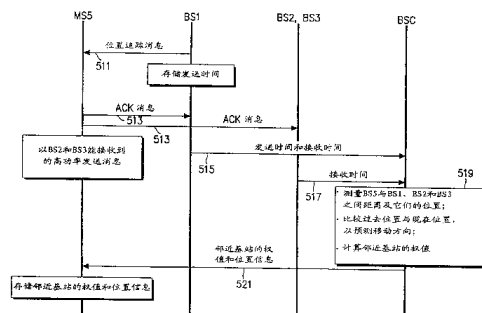 MS5
BS1
BS2, BS3
BSC
位置追踪消息
511
存储发送时间
ACK 消息
513
ACK 消息
513
以BS2和BS3能接收到
的高功率发送消息
发送时间和接收时间
515
接收时间
517
519
· 测量BS5与BS1、BS2和BS3
之间距离及它们的位置;
· 比较过去位置与现在位置,
以预测移动方向;
· 计算邻近基站的权值
邻近基站的权
值和位置信息
521
存储邻近基站的权值和位置信息